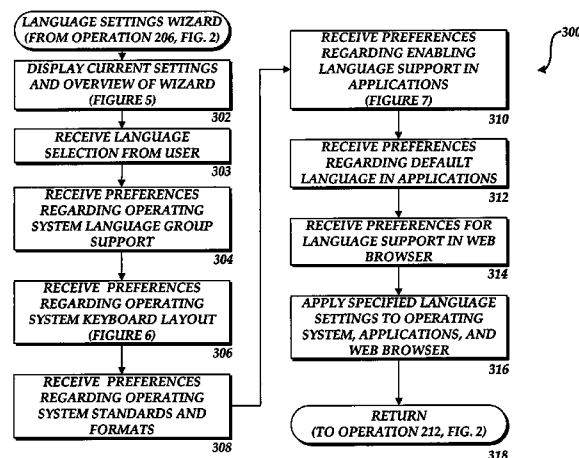 LANGUAGE SETTINGS WIZARD
(FROM OPERATION 206, FIG. 2)
DISPLAY CURRENT SETTINGS
AND OVERVIEW OF WIZARD
(FIGURE 5)
302
RECEIVE LANGUAGE
SELECTION FROM USER
303
RECEIVE PREFERENCES
REGARDING OPERATING
SYSTEM LANGUAGE GROUP
SUPPORT
304
RECEIVE PREFERENCES
REGARDING OPERATING
SYSTEM KEYBOARD LAYOUT
(FIGURE 6)
306
RECEIVE PREFERENCES
REGARDING OPERATING
SYSTEM STANDARDS AND
FORMATS
308
RECEIVE PREFERENCES
REGARDING ENABLING
LANGUAGE SUPPORT IN
APPLICATIONS
(FIGURE 7)
310
RECEIVE PREFERENCES
REGARDING DEFAULT
LANGUAGE IN APPLICATIONS
312
RECEIVE PREFERENCES FOR
LANGUAGE SUPPORT IN WEB
BROWSER
314
APPLY SPECIFIED LANGUAGE
SETTINGS TO OPERATING
SYSTEM, APPLICATIONS, AND
WEB BROWSER
316
RETURN
(TO OPERATION 212, FIG. 2)
318
300